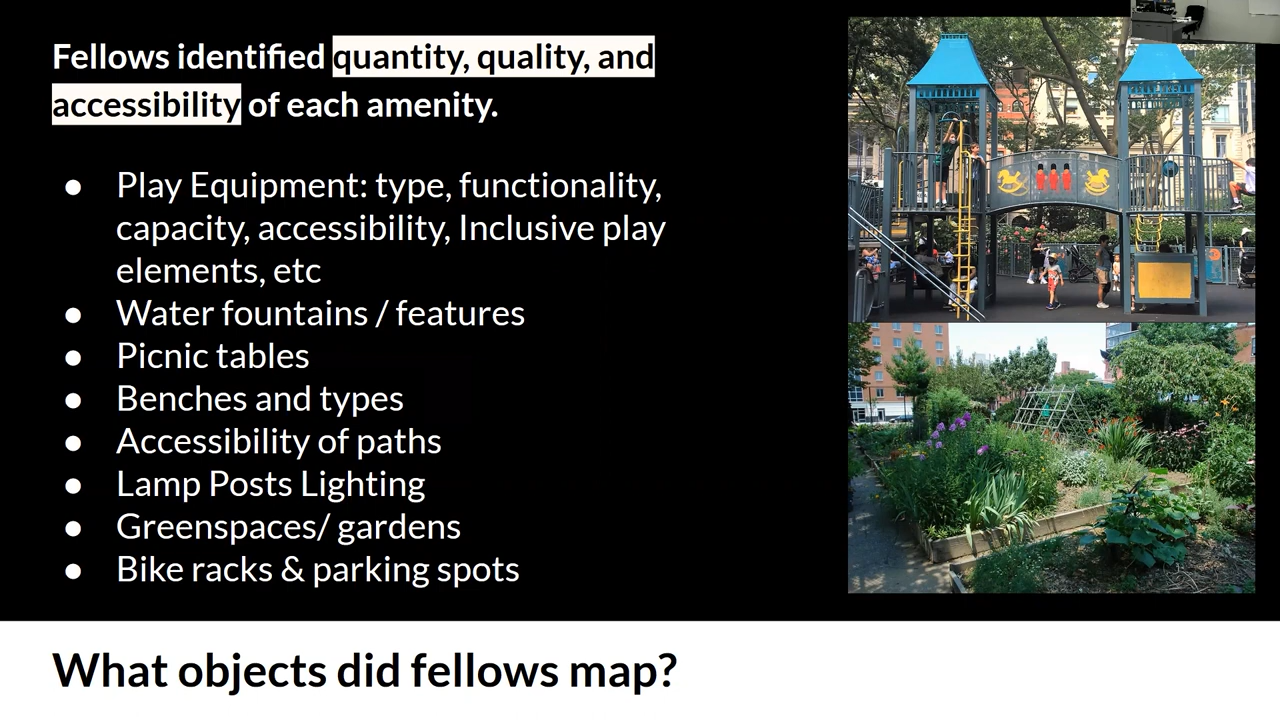 Fellows identified quantity, quality, and
accessibility of each amenity.
● Play Equipment: type, functionality,
capacity, accessibility, Inclusive play
elements, etc
● Water fountains / features
● Picnic tables
● Benches and types
● Accessibility of paths
● Lamp Posts Lighting
● Greenspaces/ gardens
● Bike racks & parking spots
What objects did fellows map?